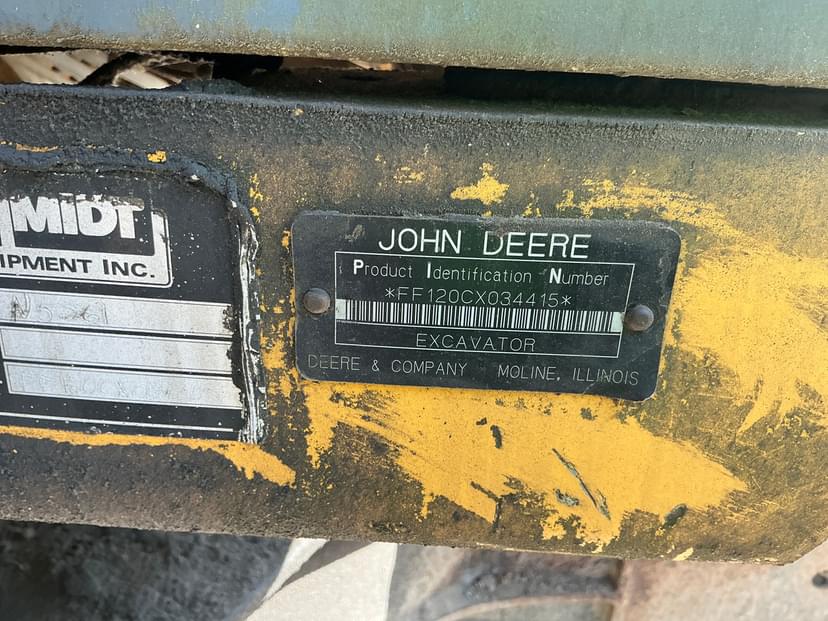 MIDT
IPMENT INC.
JOHN DEERE
Product Identification Number
*FF120CX034415*
EXCAVATOR
DEERE & COMPANY MOLINE, ILLINOIS